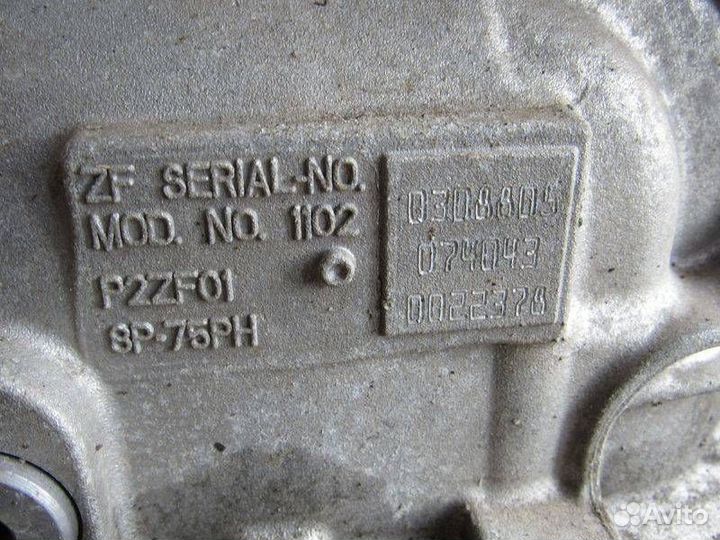 ZF SERIAL-NO.
MOD. NO. 1102
P2ZF01
8P-75PH
0308805
074043
0022378
Avito